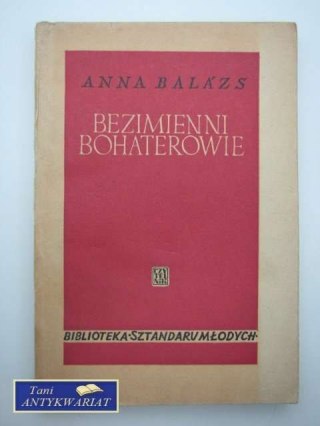 ANNA BALÁZS
BEZIMIENNI
BOHATEROWIE
BIBLIOTEKA·SZTANDARU MŁODYCH·
Tani
ANTYKWARIAT